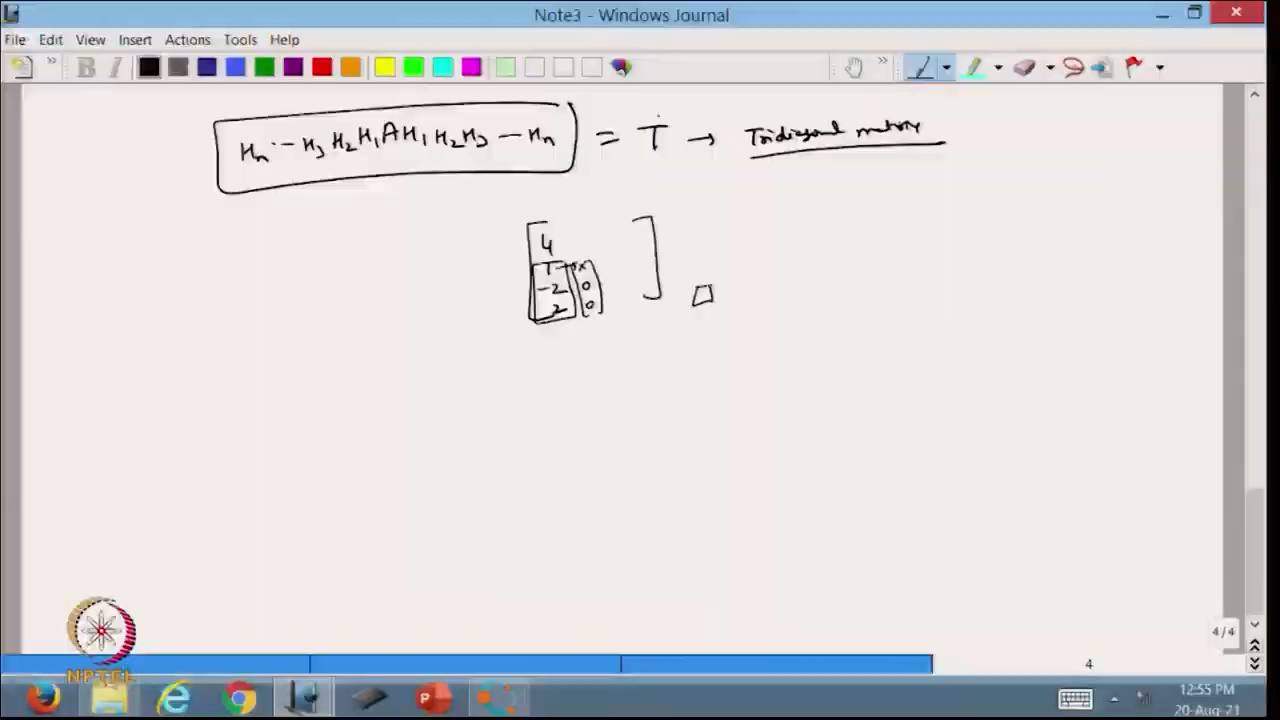 Note3 - Windows Journal
File Edit View Insert Actions Tools Help
B I
Hn -- H3 H2 H1 A H1 H2 H3 -- Hn = T → Tridiagonal matrix
4
1 → x
-2 0
2 0
4/4
NPTEL
4
12:55 PM
20-Aug-21